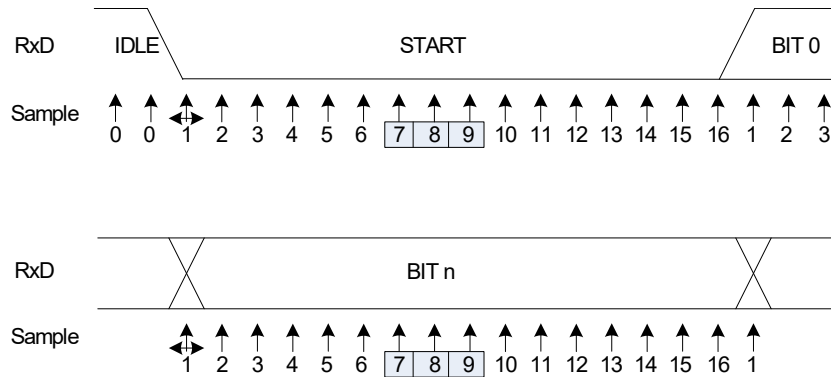 RxD IDLE START BIT 0
Sample
0 0 1 2 3 4 5 6 7 8 9 10 11 12 13 14 15 16 1 2 3
RxD BIT n
Sample
1 2 3 4 5 6 7 8 9 10 11 12 13 14 15 16 1